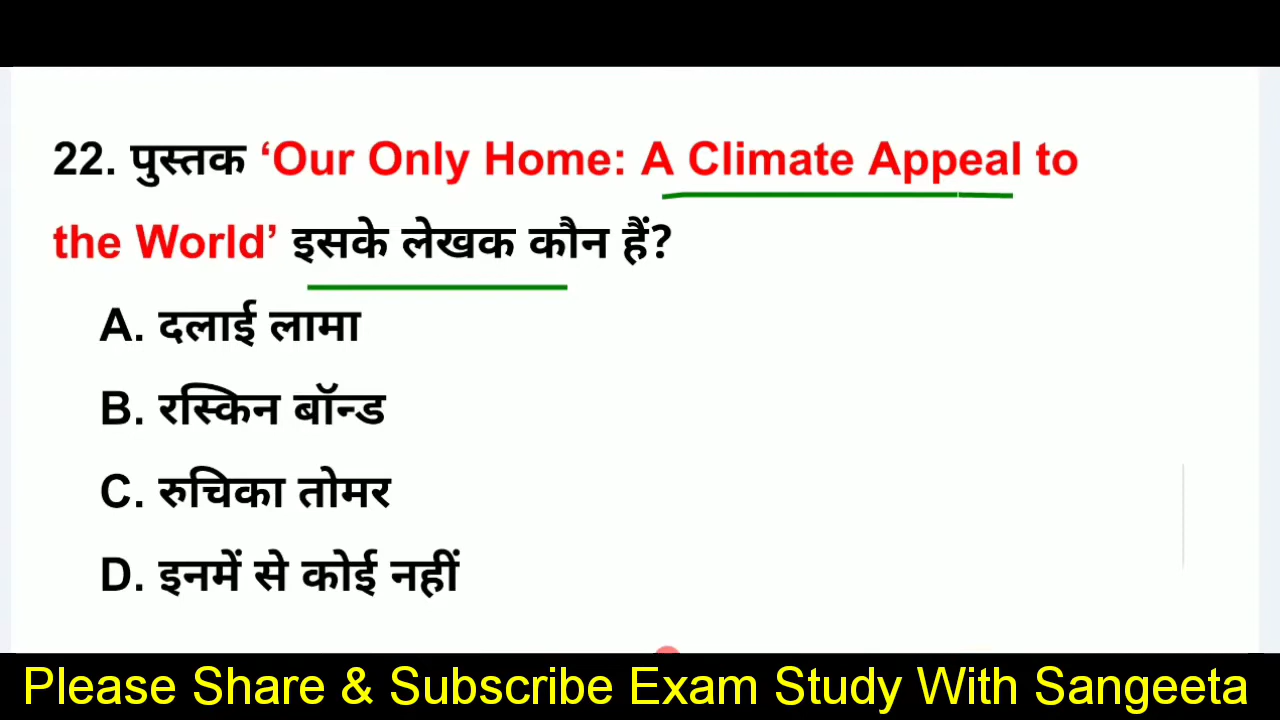 22. पुस्तक ‘Our Only Home: A Climate Appeal to
the World’ इसके लेखक कौन हैं?
A. दलाई लामा
B. रस्किन बॉन्ड
C. रुचिका तोमर
D. इनमें से कोई नहीं
Please Share & Subscribe Exam Study With Sangeeta